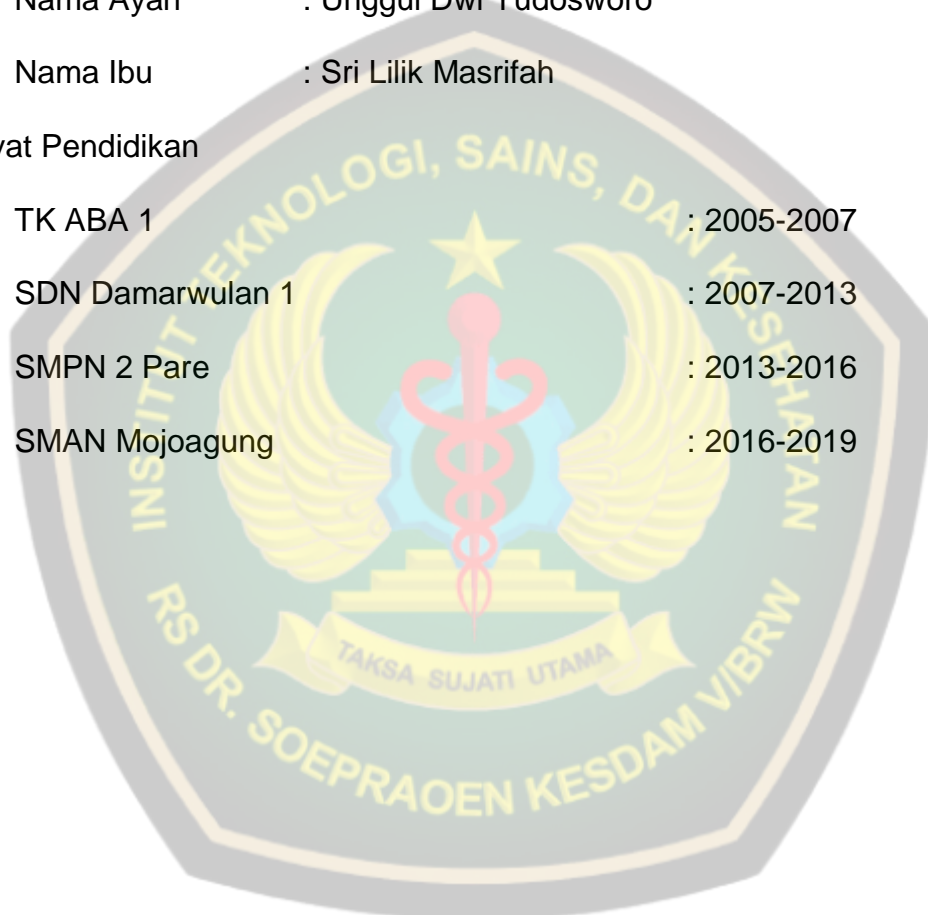 : Unggul Dwi Yudosworo
Nama Ibu : Sri Lilik Masrifah
Pendidikan
TK ABA 1 : 2005-2007
SDN Damarwulan 1 : 2007-2013
SMPN 2 Pare : 2013-2016
SMAN Mojoagung : 2016-2019
INSTITUT TEKNOLOGI, SAINS, DAN KESEHATAN
TAKSA SUJATI UTAMA
RS DR. SOEPRAOEN KESDAM V/BRW